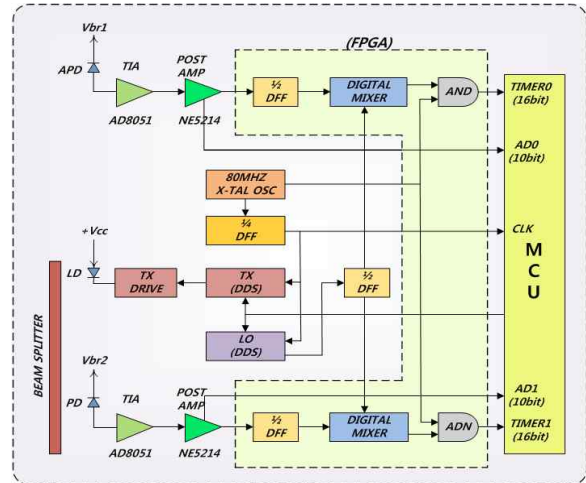 Vbr1
APD
TIA
AD8051
POST
AMP
NE5214
(FPGA)
½
DFF
DIGITAL
MIXER
AND
TIMER0
(16bit)
AD0
(10bit)
80MHZ
X-TAL OSC
¼
DFF
CLK
M
C
U
+Vcc
LD
TX
DRIVE
TX
(DDS)
½
DFF
LO
(DDS)
BEAM SPLITTER
Vbr2
PD
TIA
AD8051
POST
AMP
NE5214
½
DFF
DIGITAL
MIXER
ADN
AD1
(10bit)
TIMER1
(16bit)